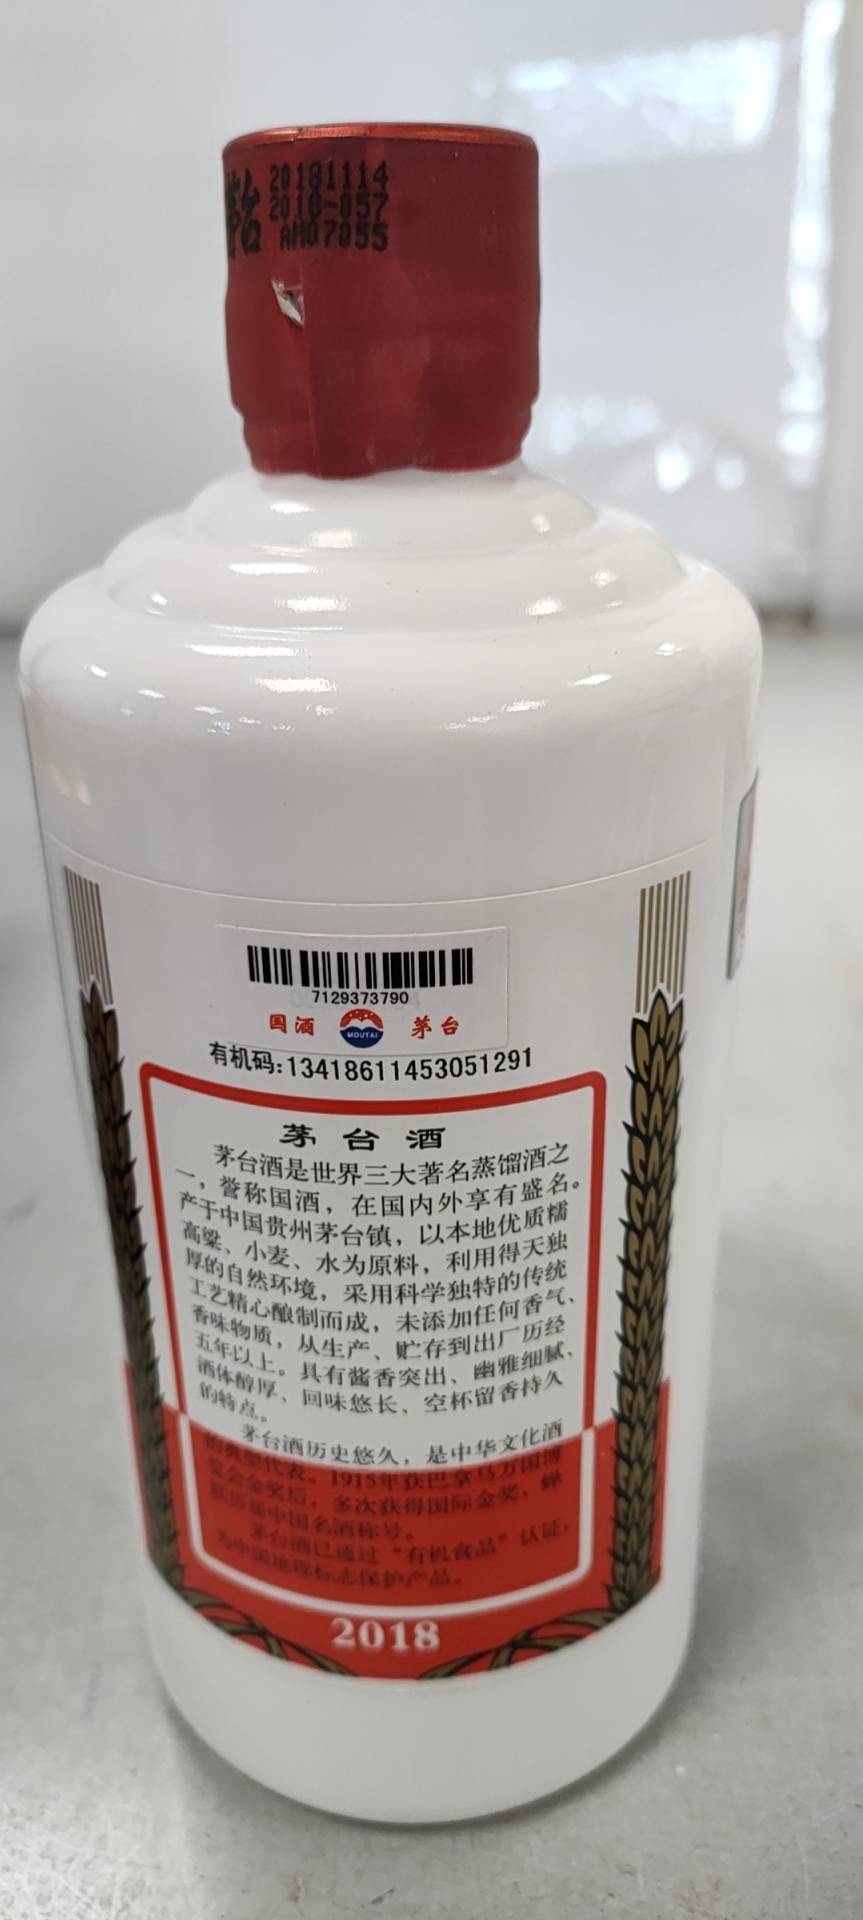 茅台
20181114
2018-057
AM07055
7129373790
国酒 MOUTAI 茅台
有机码:13418611453051291
茅台酒
茅台酒是世界三大著名蒸馏酒之
一，誉称国酒，在国内外享有盛名。
产于中国贵州茅台镇，以本地优质糯
高粱、小麦、水为原料，利用得天独
厚的自然环境，采用科学独特的传统
工艺精心酿制而成，未添加任何香气、
香味物质，从生产、贮存到出厂历经
五年以上。具有酱香突出、幽雅细腻、
酒体醇厚、回味悠长、空杯留香持久
的特点。
茅台酒历史悠久，是中华文化酒
的典型代表。1915年获巴拿马万国博
览会金奖后，多次获得国际金奖，蝉
联历届中国名酒称号。
茅台酒已通过“有机食品”认证，
为中国地理标志保护产品。
2018